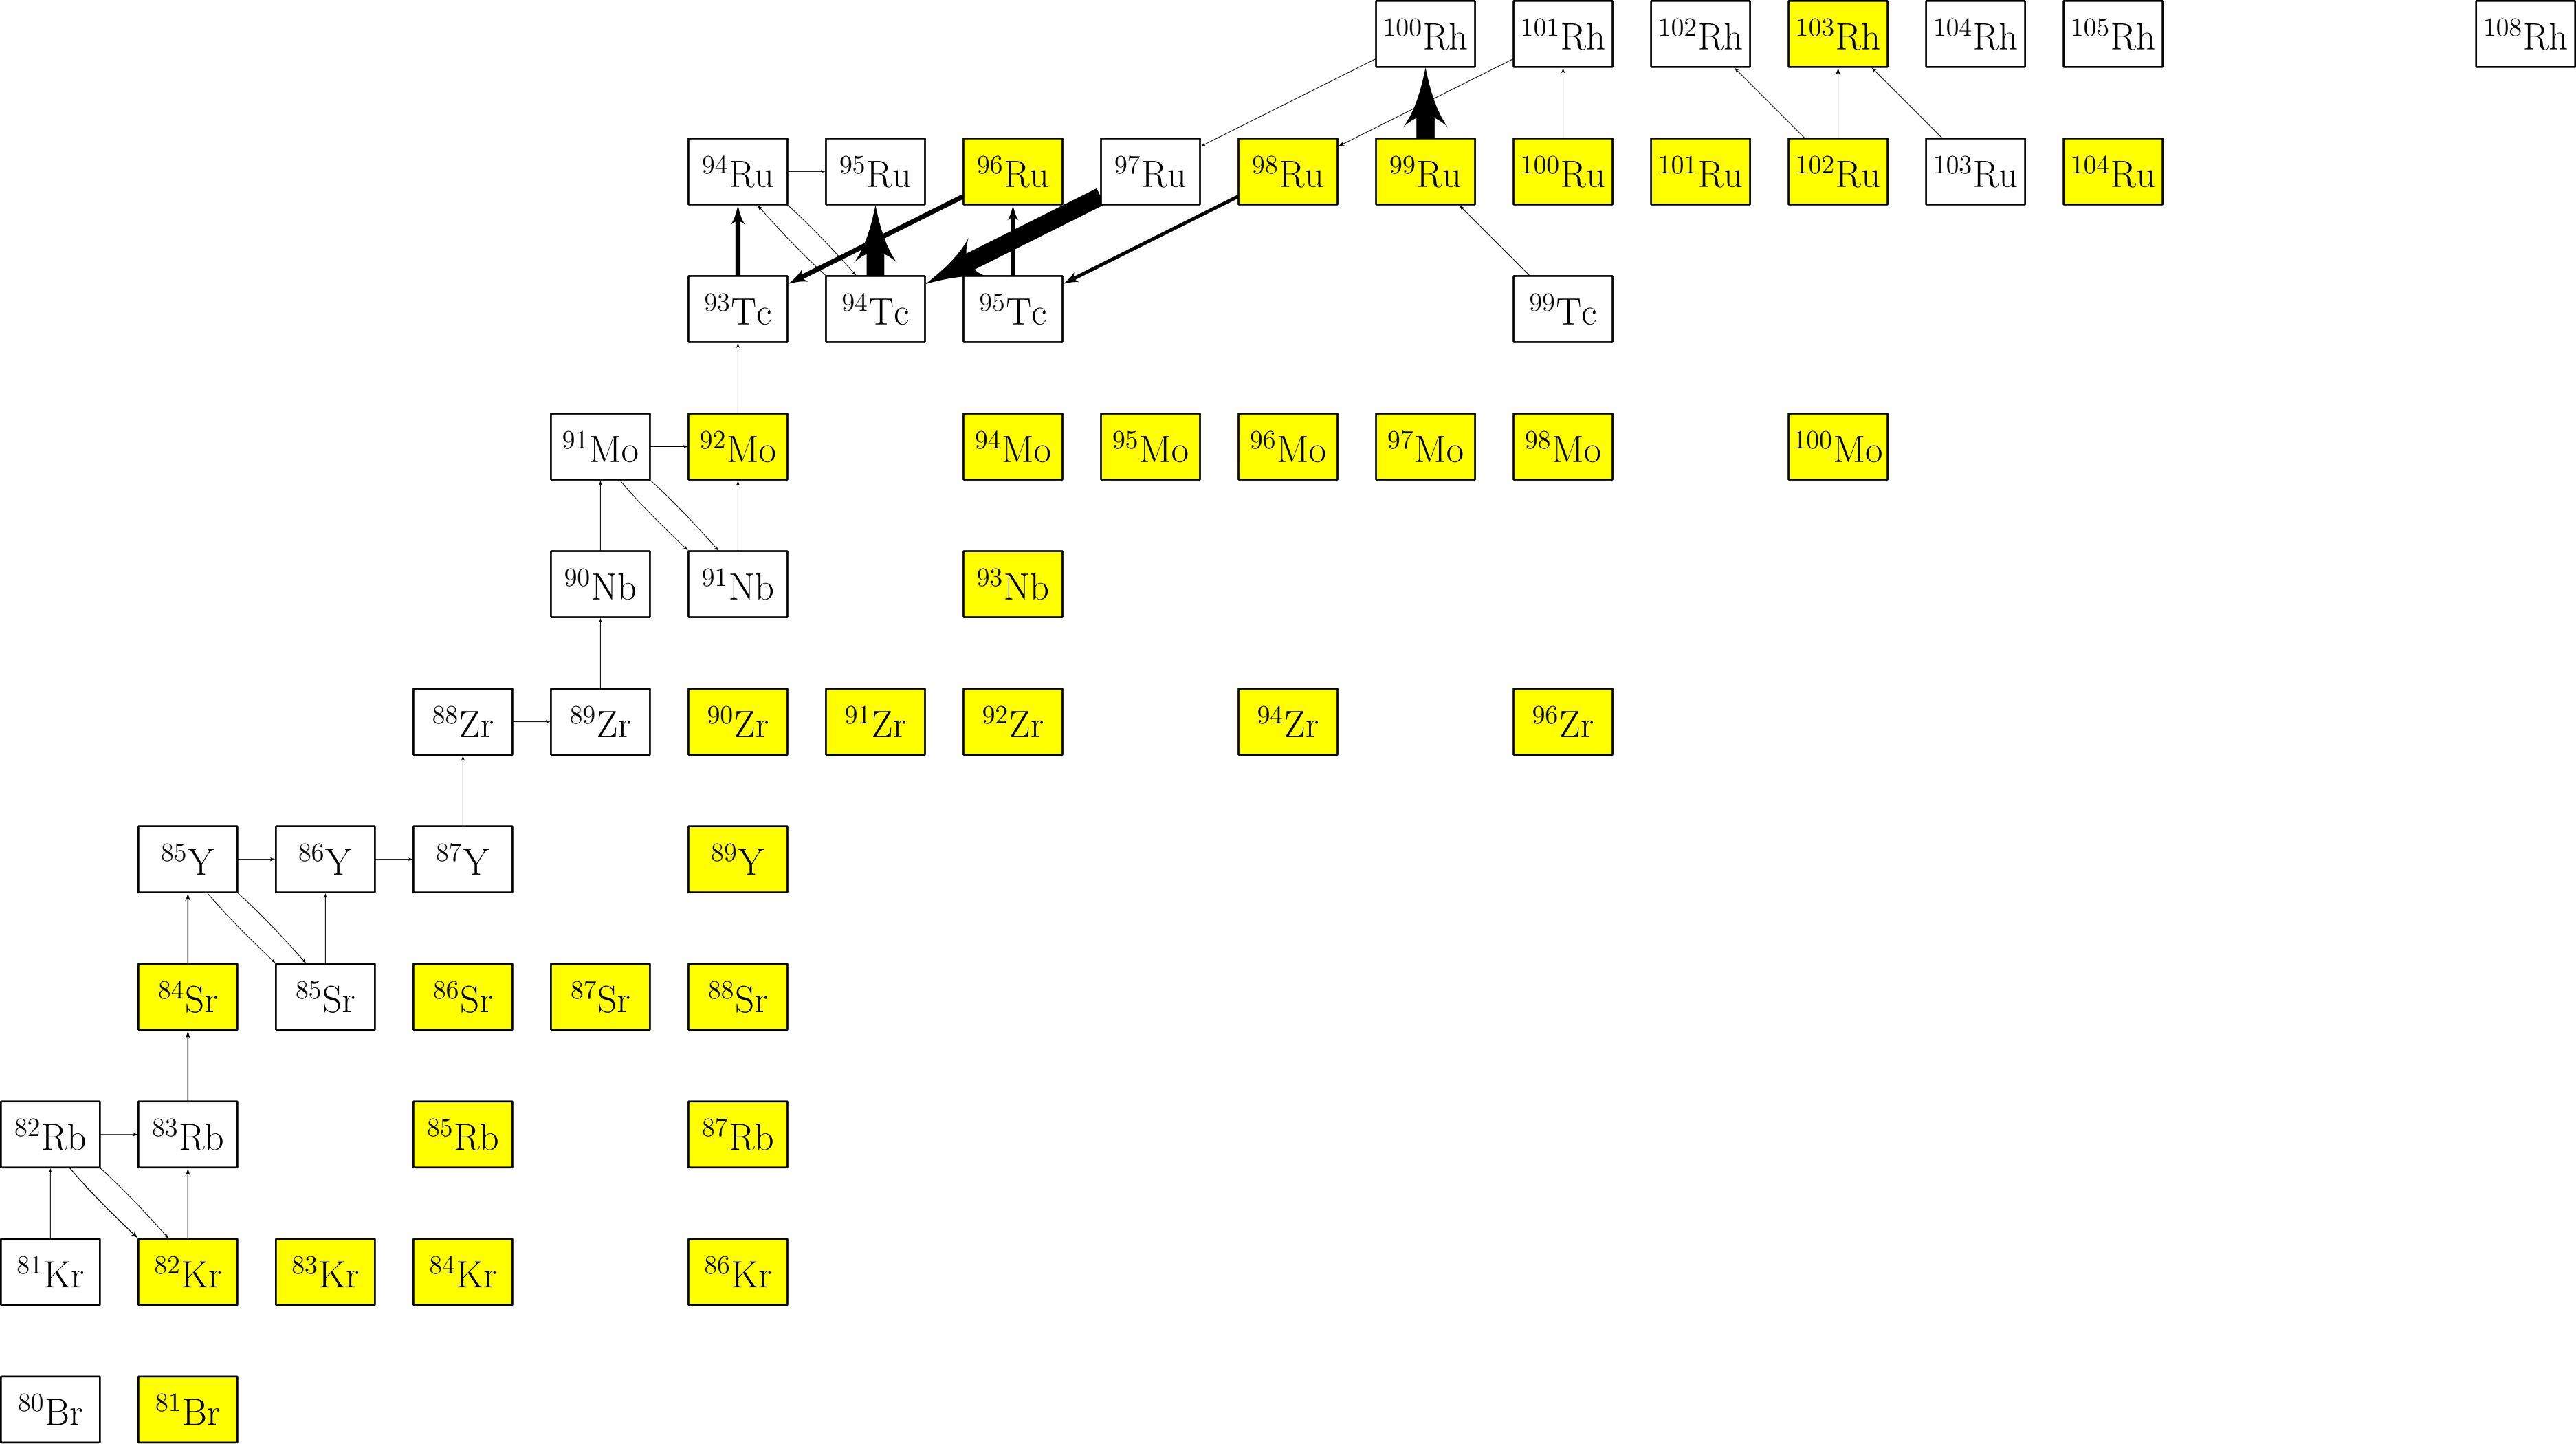 ¹⁰⁰Rh ¹⁰¹Rh ¹⁰²Rh ¹⁰³Rh ¹⁰⁴Rh ¹⁰⁵Rh ¹⁰⁸Rh
⁹⁴Ru ⁹⁵Ru ⁹⁶Ru ⁹⁷Ru ⁹⁸Ru ⁹⁹Ru ¹⁰⁰Ru ¹⁰¹Ru ¹⁰²Ru ¹⁰³Ru ¹⁰⁴Ru
⁹³Tc ⁹⁴Tc ⁹⁵Tc ⁹⁹Tc
⁹¹Mo ⁹²Mo ⁹⁴Mo ⁹⁵Mo ⁹⁶Mo ⁹⁷Mo ⁹⁸Mo ¹⁰⁰Mo
⁹⁰Nb ⁹¹Nb ⁹³Nb
⁸⁸Zr ⁸⁹Zr ⁹⁰Zr ⁹¹Zr ⁹²Zr ⁹⁴Zr ⁹⁶Zr
⁸⁵Y ⁸⁶Y ⁸⁷Y ⁸⁹Y
⁸⁴Sr ⁸⁵Sr ⁸⁶Sr ⁸⁷Sr ⁸⁸Sr
⁸²Rb ⁸³Rb ⁸⁵Rb ⁸⁷Rb
⁸¹Kr ⁸²Kr ⁸³Kr ⁸⁴Kr ⁸⁶Kr
⁸⁰Br ⁸¹Br